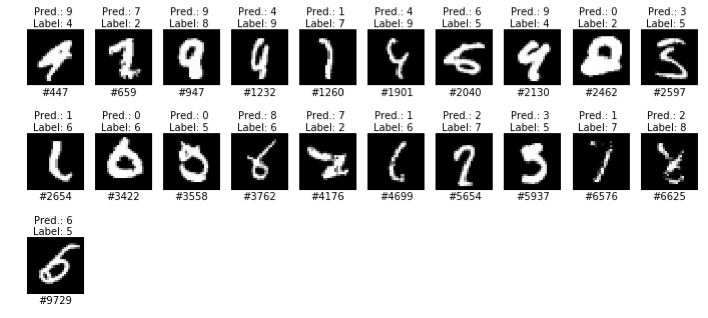 Pred.: 9 Pred.: 7 Pred.: 9 Pred.: 4 Pred.: 1 Pred.: 4 Pred.: 6 Pred.: 9 Pred.: 0 Pred.: 3
Label: 4 Label: 2 Label: 8 Label: 9 Label: 7 Label: 9 Label: 5 Label: 4 Label: 2 Label: 5
#447 #659 #947 #1232 #1260 #1901 #2040 #2130 #2462 #2597
Pred.: 1 Pred.: 0 Pred.: 0 Pred.: 8 Pred.: 7 Pred.: 1 Pred.: 2 Pred.: 3 Pred.: 1 Pred.: 2
Label: 6 Label: 6 Label: 5 Label: 6 Label: 2 Label: 6 Label: 7 Label: 5 Label: 7 Label: 8
#2654 #3422 #3558 #3762 #4176 #4699 #5654 #5937 #6576 #6625
Pred.: 6
Label: 5
#9729